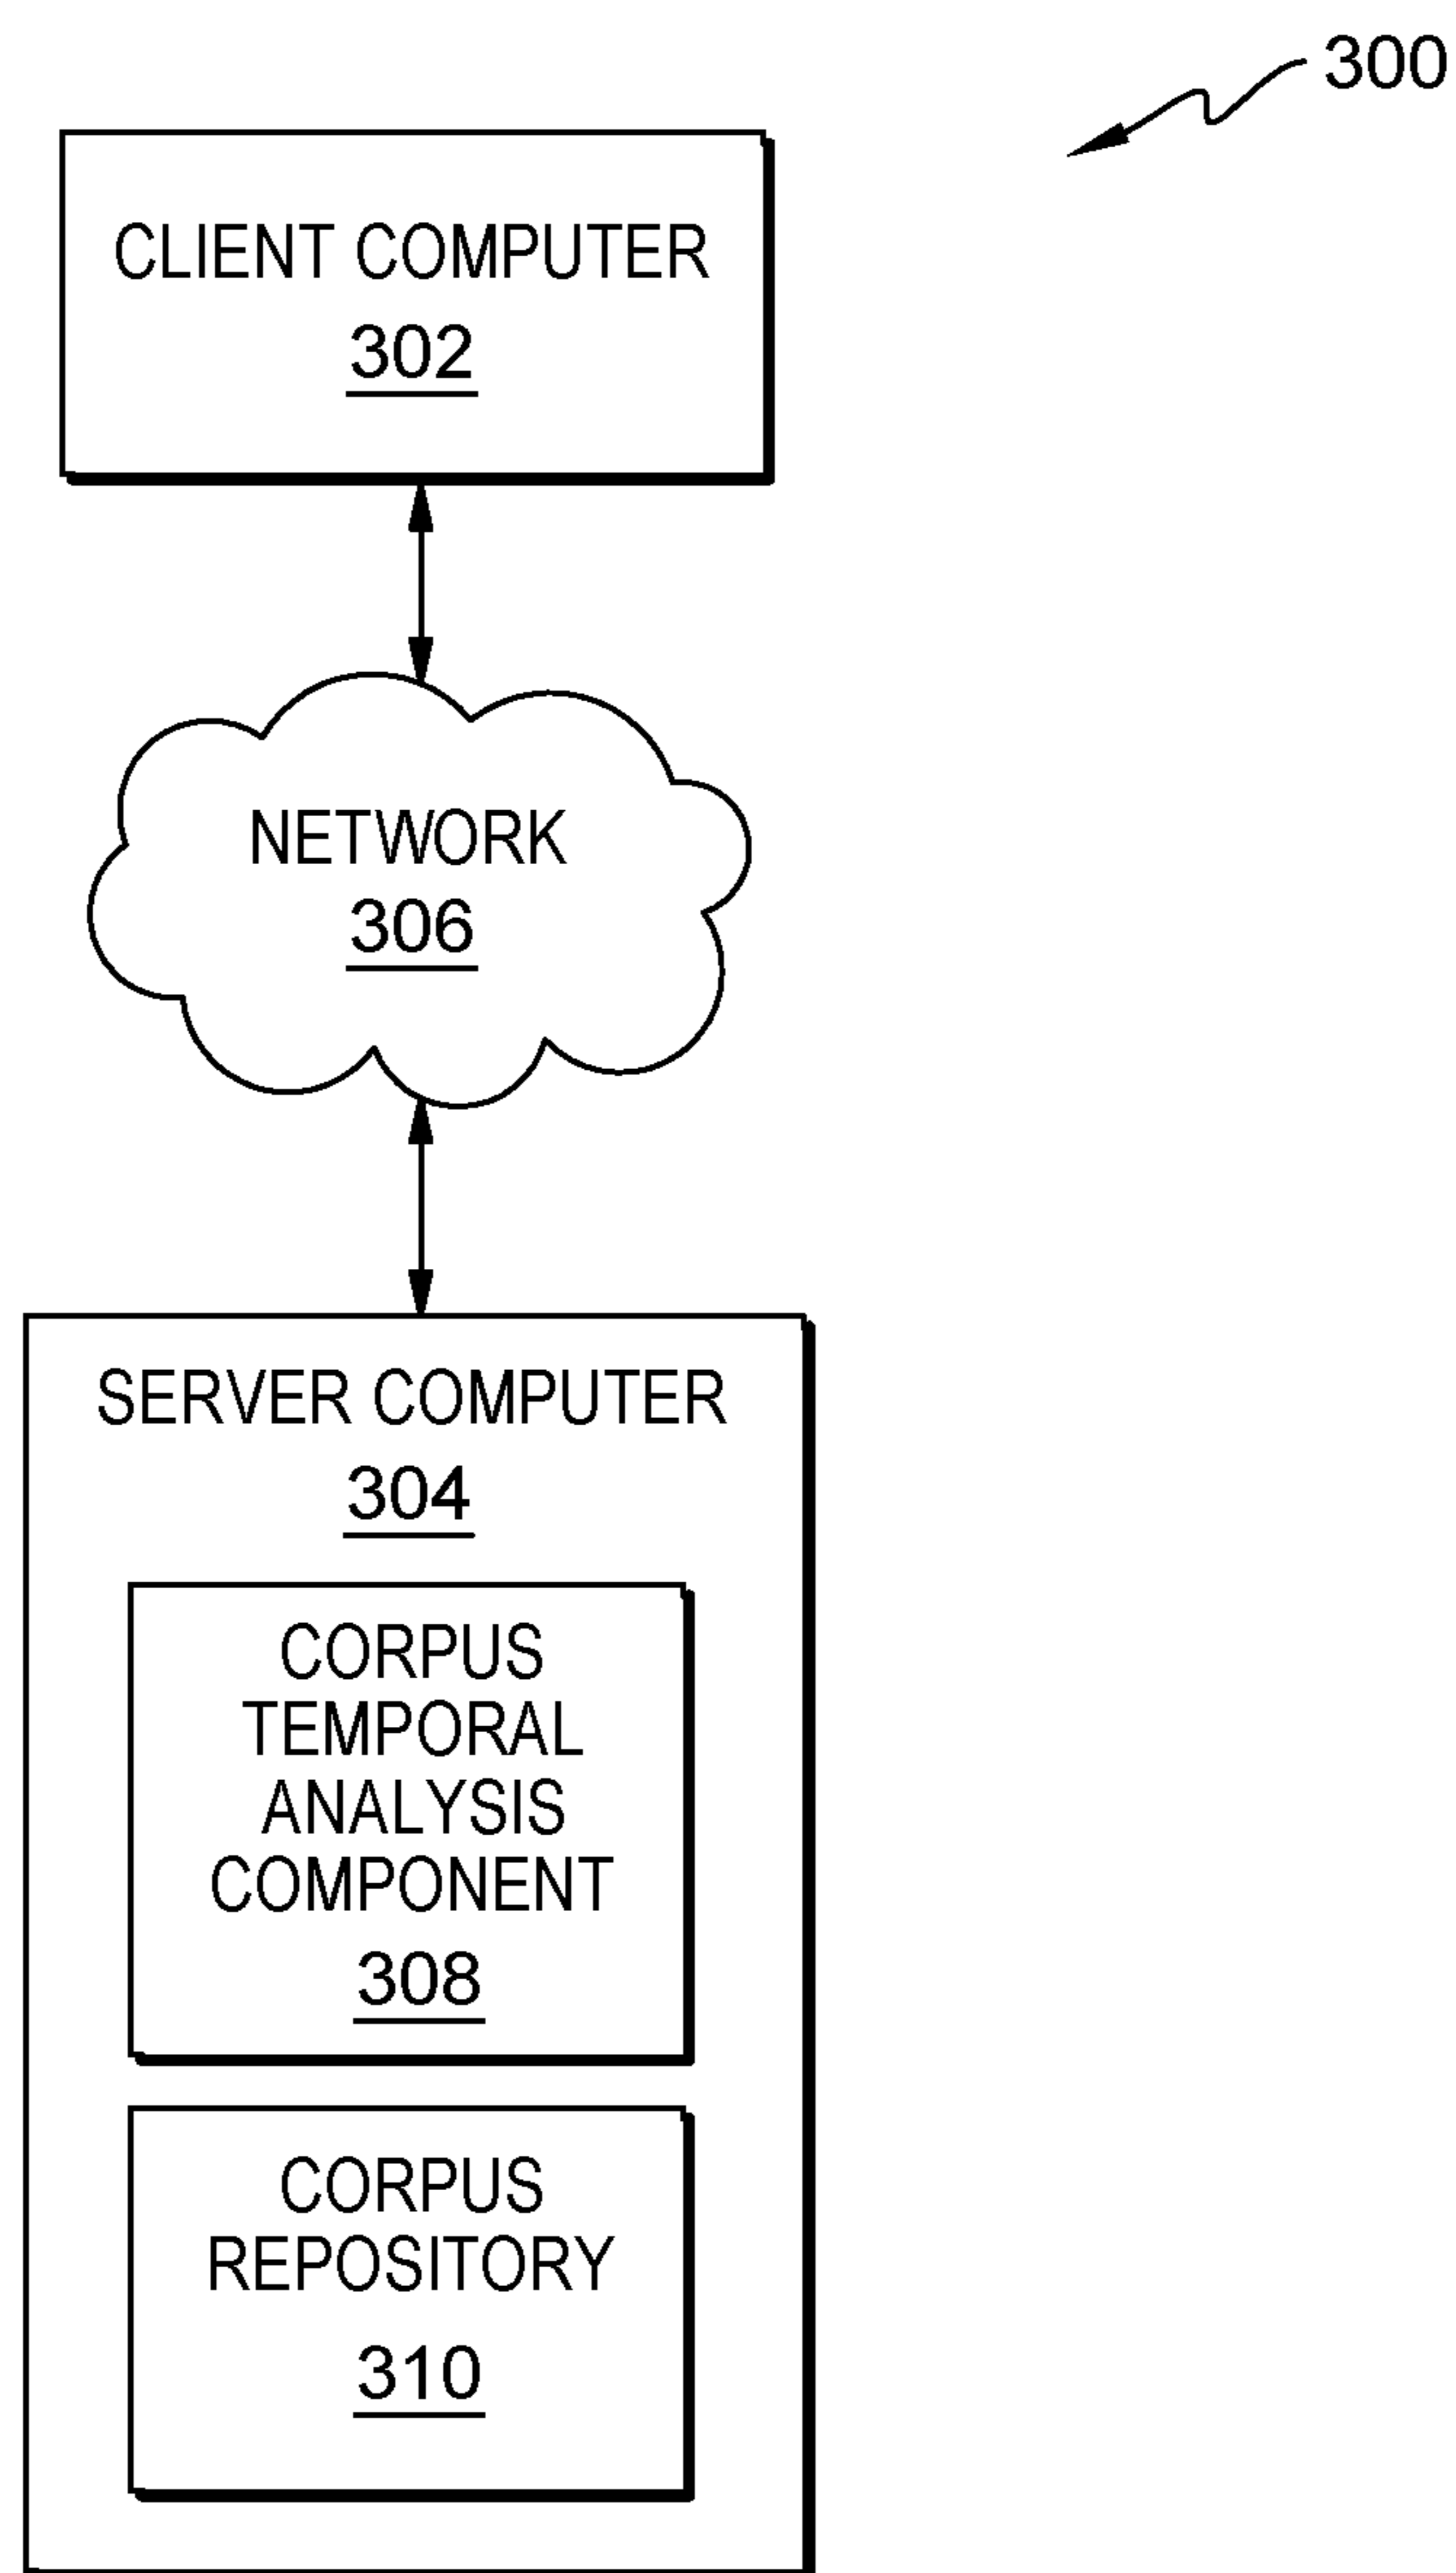 300
CLIENT COMPUTER
302
NETWORK
306
SERVER COMPUTER
304
CORPUS
TEMPORAL
ANALYSIS
COMPONENT
308
CORPUS
REPOSITORY
310